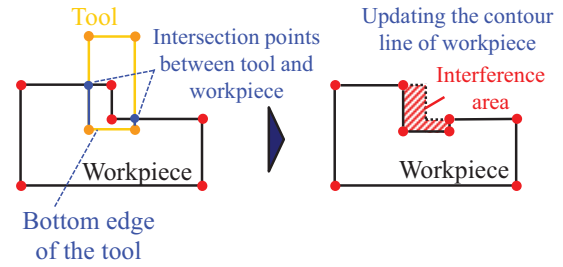 Tool
Intersection points
between tool and
workpiece
Workpiece
Bottom edge
of the tool
Updating the contour
line of workpiece
Interference
area
Workpiece